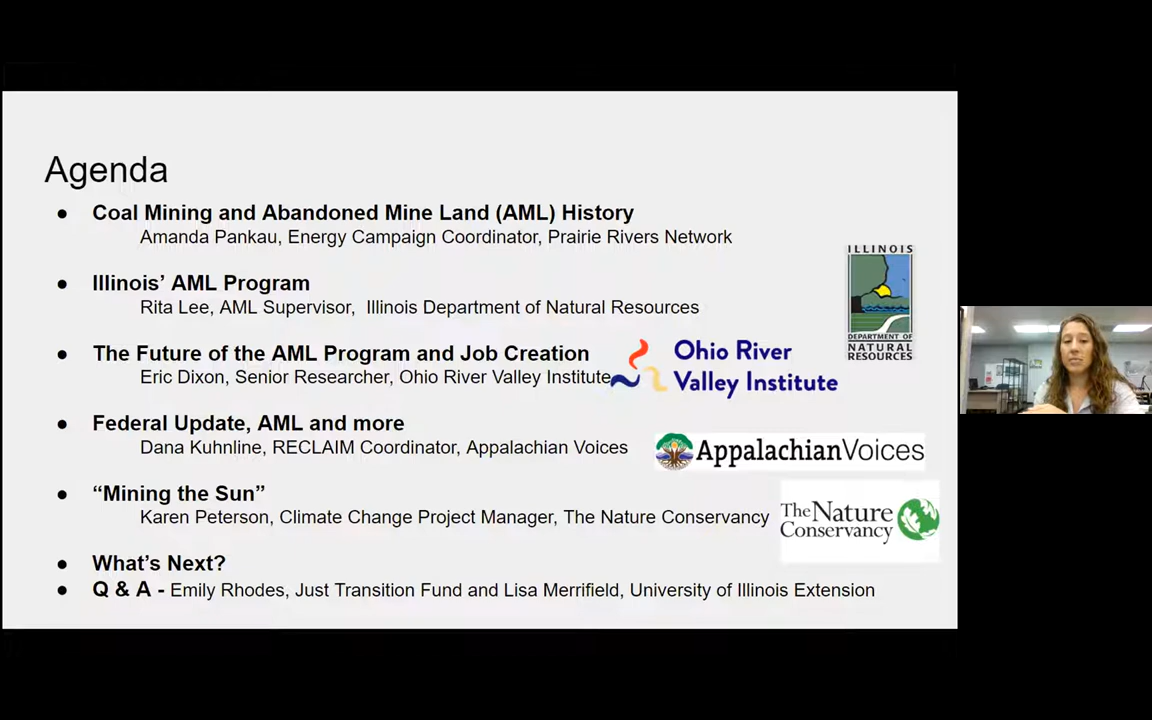 Agenda
● Coal Mining and Abandoned Mine Land (AML) History
Amanda Pankau, Energy Campaign Coordinator, Prairie Rivers Network
● Illinois’ AML Program
Rita Lee, AML Supervisor, Illinois Department of Natural Resources
ILLINOIS
DEPARTMENT OF
NATURAL
RESOURCES
● The Future of the AML Program and Job Creation
Eric Dixon, Senior Researcher, Ohio River Valley Institute
Ohio River
Valley Institute
● Federal Update, AML and more
Dana Kuhnline, RECLAIM Coordinator, Appalachian Voices
AppalachianVoices
● “Mining the Sun”
Karen Peterson, Climate Change Project Manager, The Nature Conservancy
The Nature
Conservancy
● What’s Next?
● Q & A - Emily Rhodes, Just Transition Fund and Lisa Merrifield, University of Illinois Extension